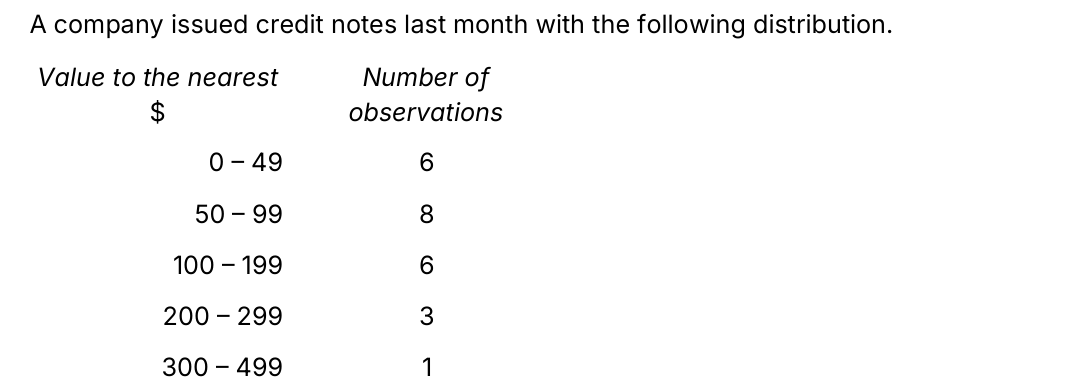 A company issued credit notes last month with the following distribution.
Value to the nearest Number of
$ observations
0 – 49 6
50 – 99 8
100 – 199 6
200 – 299 3
300 – 499 1